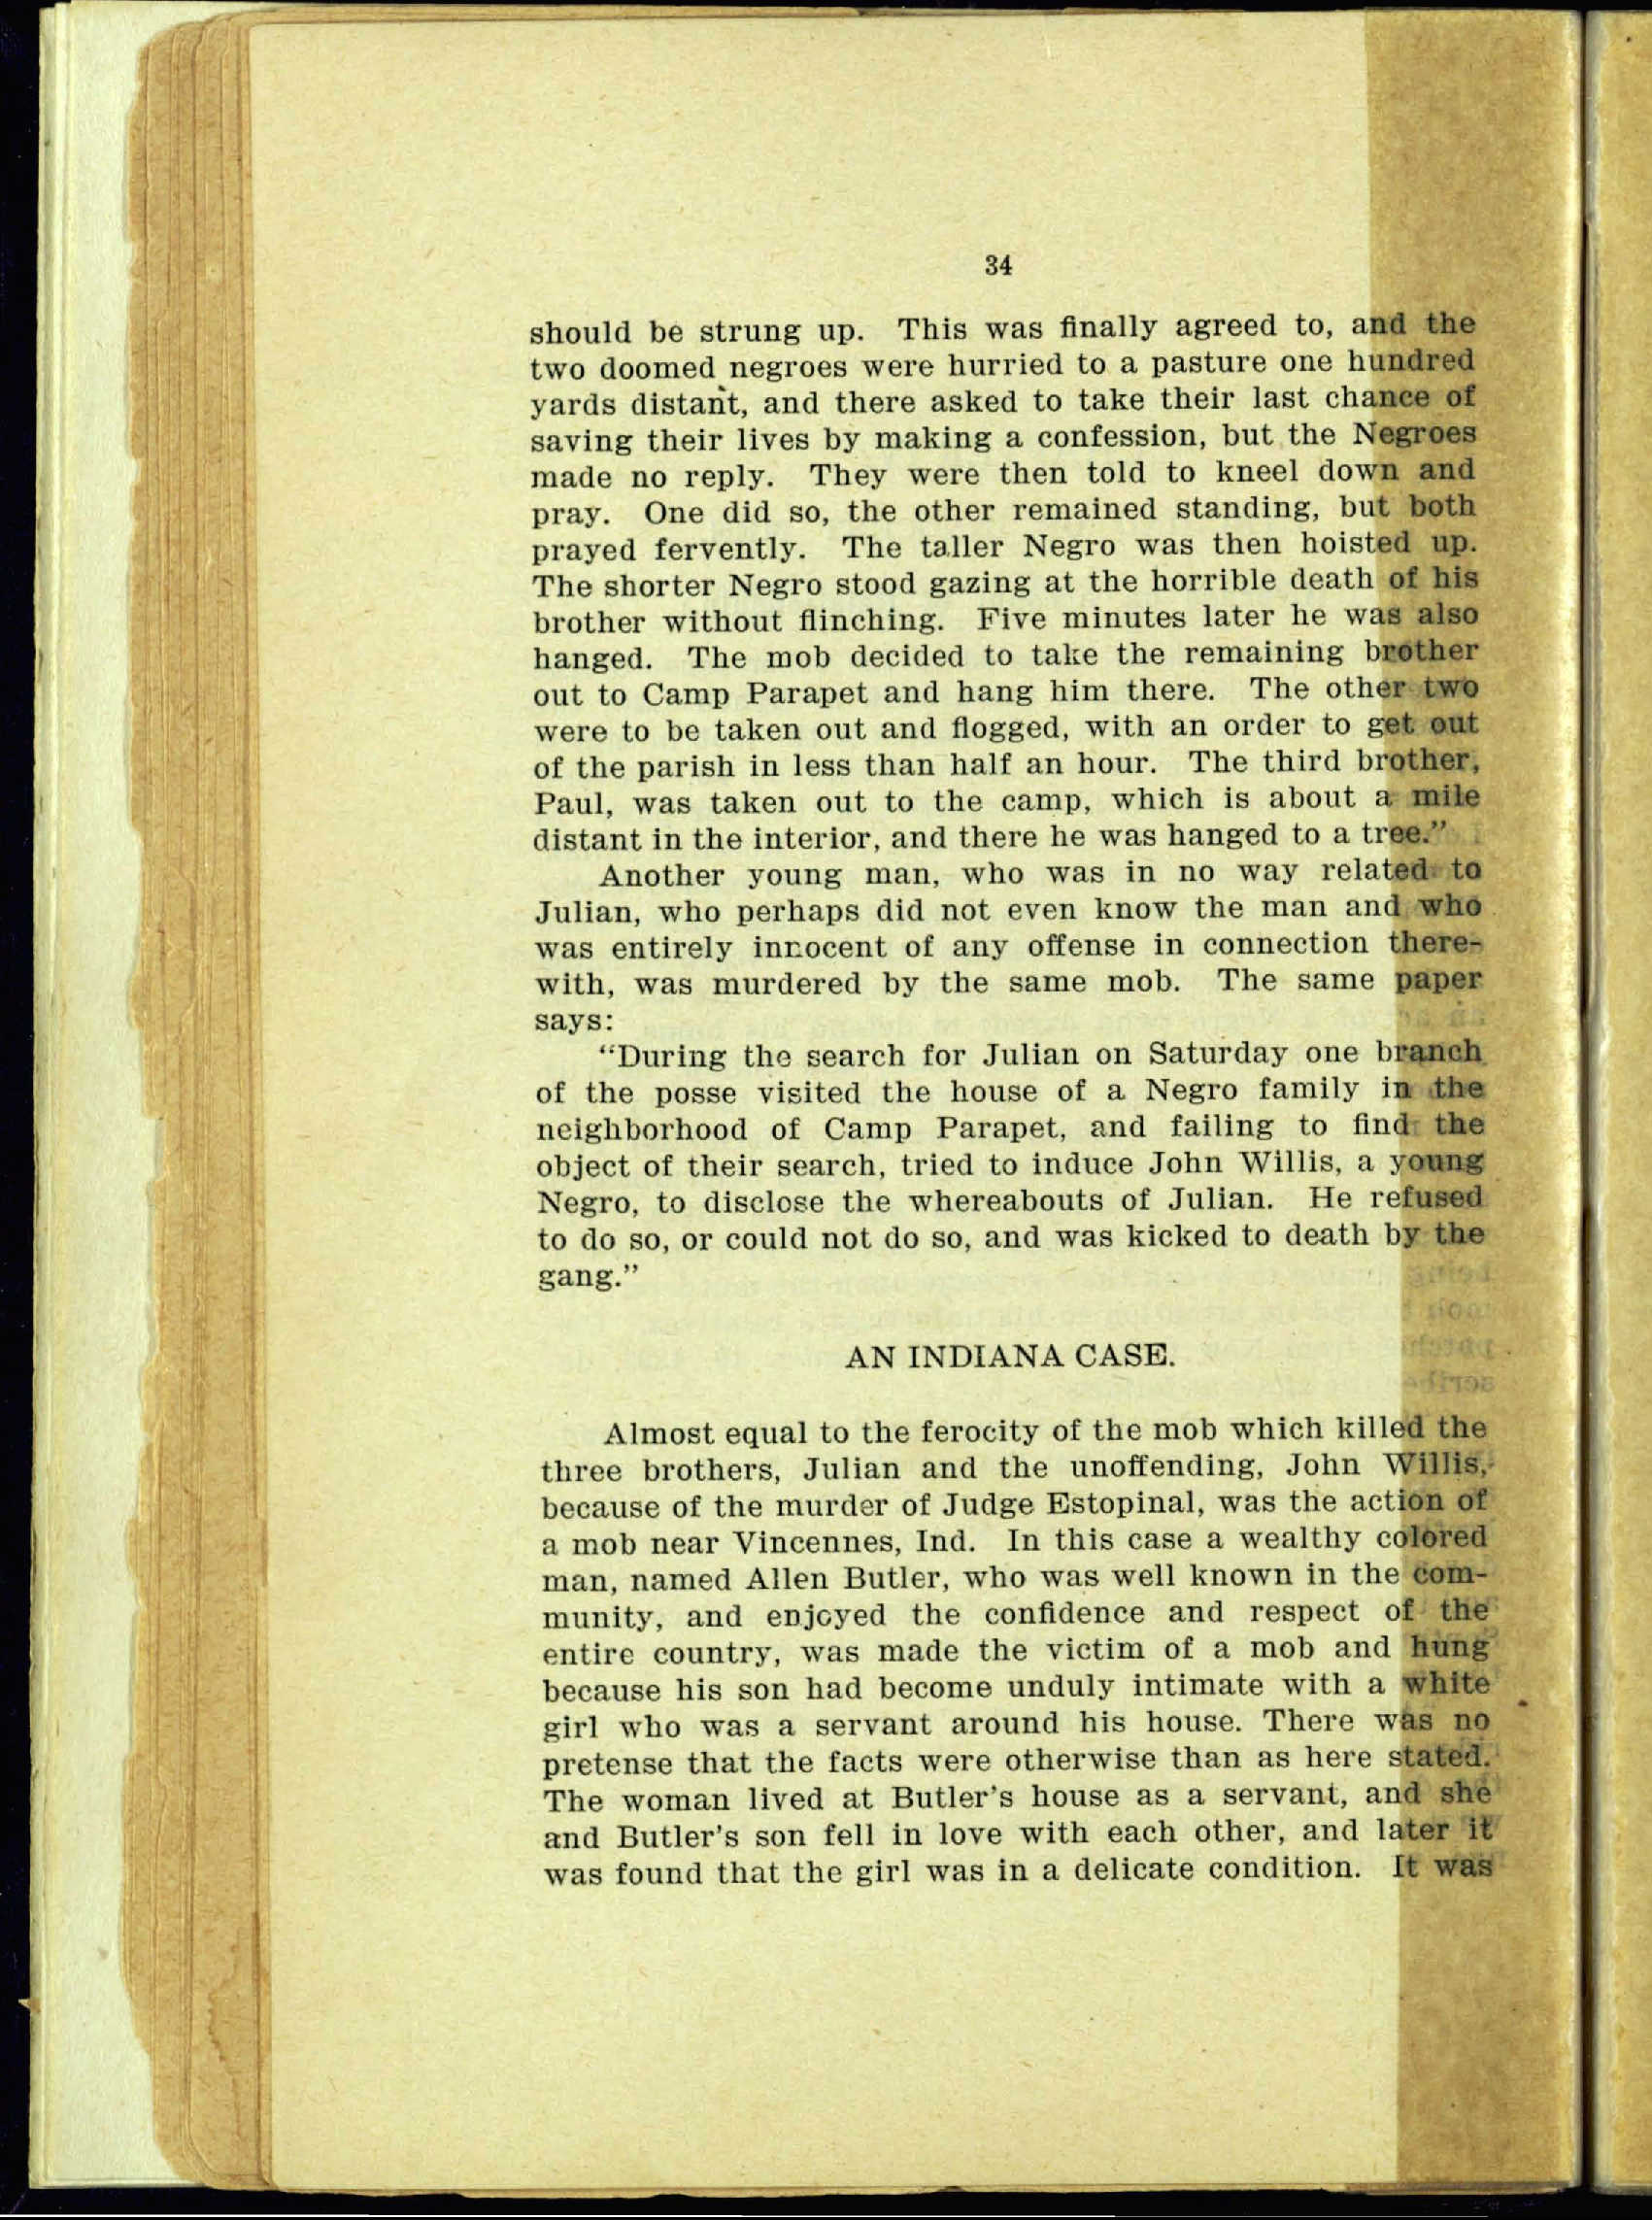 34
should be strung up. This was finally agreed to, and the
two doomed negroes were hurried to a pasture one hundred
yards distant, and there asked to take their last chance of
saving their lives by making a confession, but the Negroes
made no reply. They were then told to kneel down and
pray. One did so, the other remained standing, but both
prayed fervently. The taller Negro was then hoisted up.
The shorter Negro stood gazing at the horrible death of his
brother without flinching. Five minutes later he was also
hanged. The mob decided to take the remaining brother
out to Camp Parapet and hang him there. The other two
were to be taken out and flogged, with an order to get out
of the parish in less than half an hour. The third brother,
Paul, was taken out to the camp, which is about a mile
distant in the interior, and there he was hanged to a tree.”
Another young man, who was in no way related to
Julian, who perhaps did not even know the man and who
was entirely innocent of any offense in connection there-
with, was murdered by the same mob. The same paper
says:
“During the search for Julian on Saturday one branch
of the posse visited the house of a Negro family in the
neighborhood of Camp Parapet, and failing to find the
object of their search, tried to induce John Willis, a young
Negro, to disclose the whereabouts of Julian. He refused
to do so, or could not do so, and was kicked to death by the
gang.”
AN INDIANA CASE.
Almost equal to the ferocity of the mob which killed the
three brothers, Julian and the unoffending, John Willis,
because of the murder of Judge Estopinal, was the action of
a mob near Vincennes, Ind. In this case a wealthy colored
man, named Allen Butler, who was well known in the com-
munity, and enjoyed the confidence and respect of the
entire country, was made the victim of a mob and hung
because his son had become unduly intimate with a white
girl who was a servant around his house. There was no
pretense that the facts were otherwise than as here stated.
The woman lived at Butler's house as a servant, and she
and Butler's son fell in love with each other, and later it
was found that the girl was in a delicate condition. It was